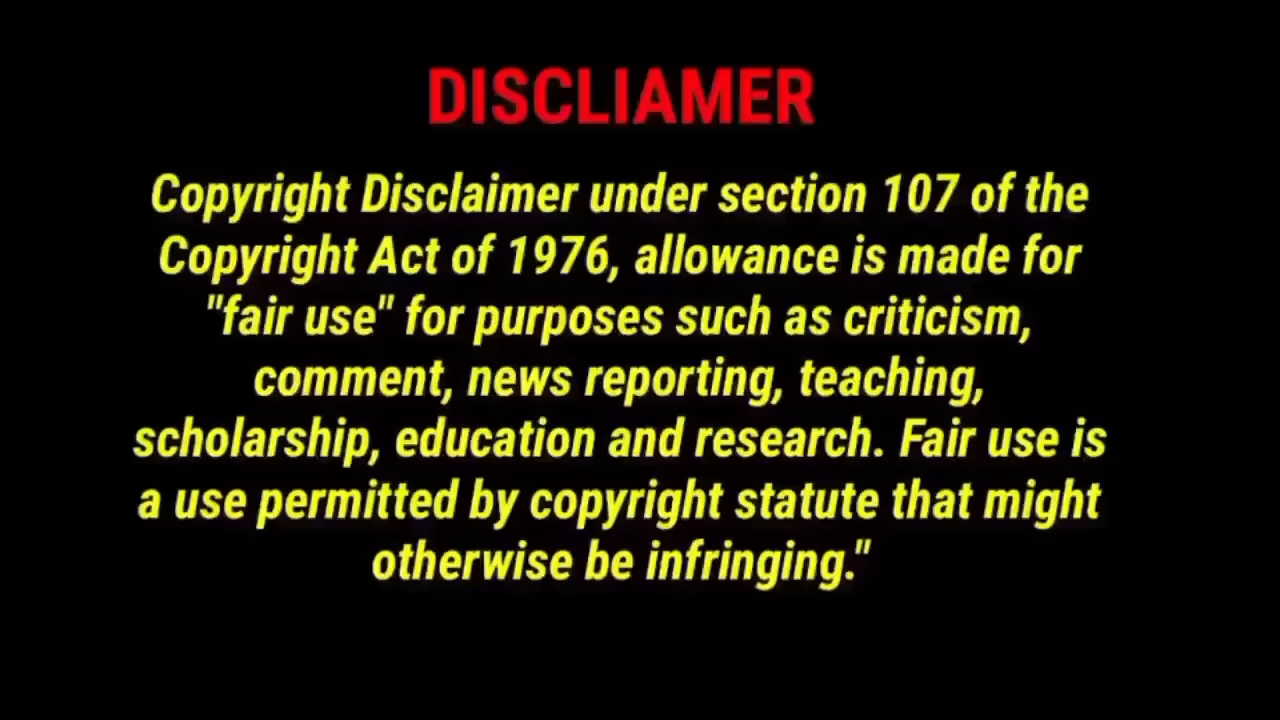 DISCLIAMER
Copyright Disclaimer under section 107 of the
Copyright Act of 1976, allowance is made for
"fair use" for purposes such as criticism,
comment, news reporting, teaching,
scholarship, education and research. Fair use is
a use permitted by copyright statute that might
otherwise be infringing."